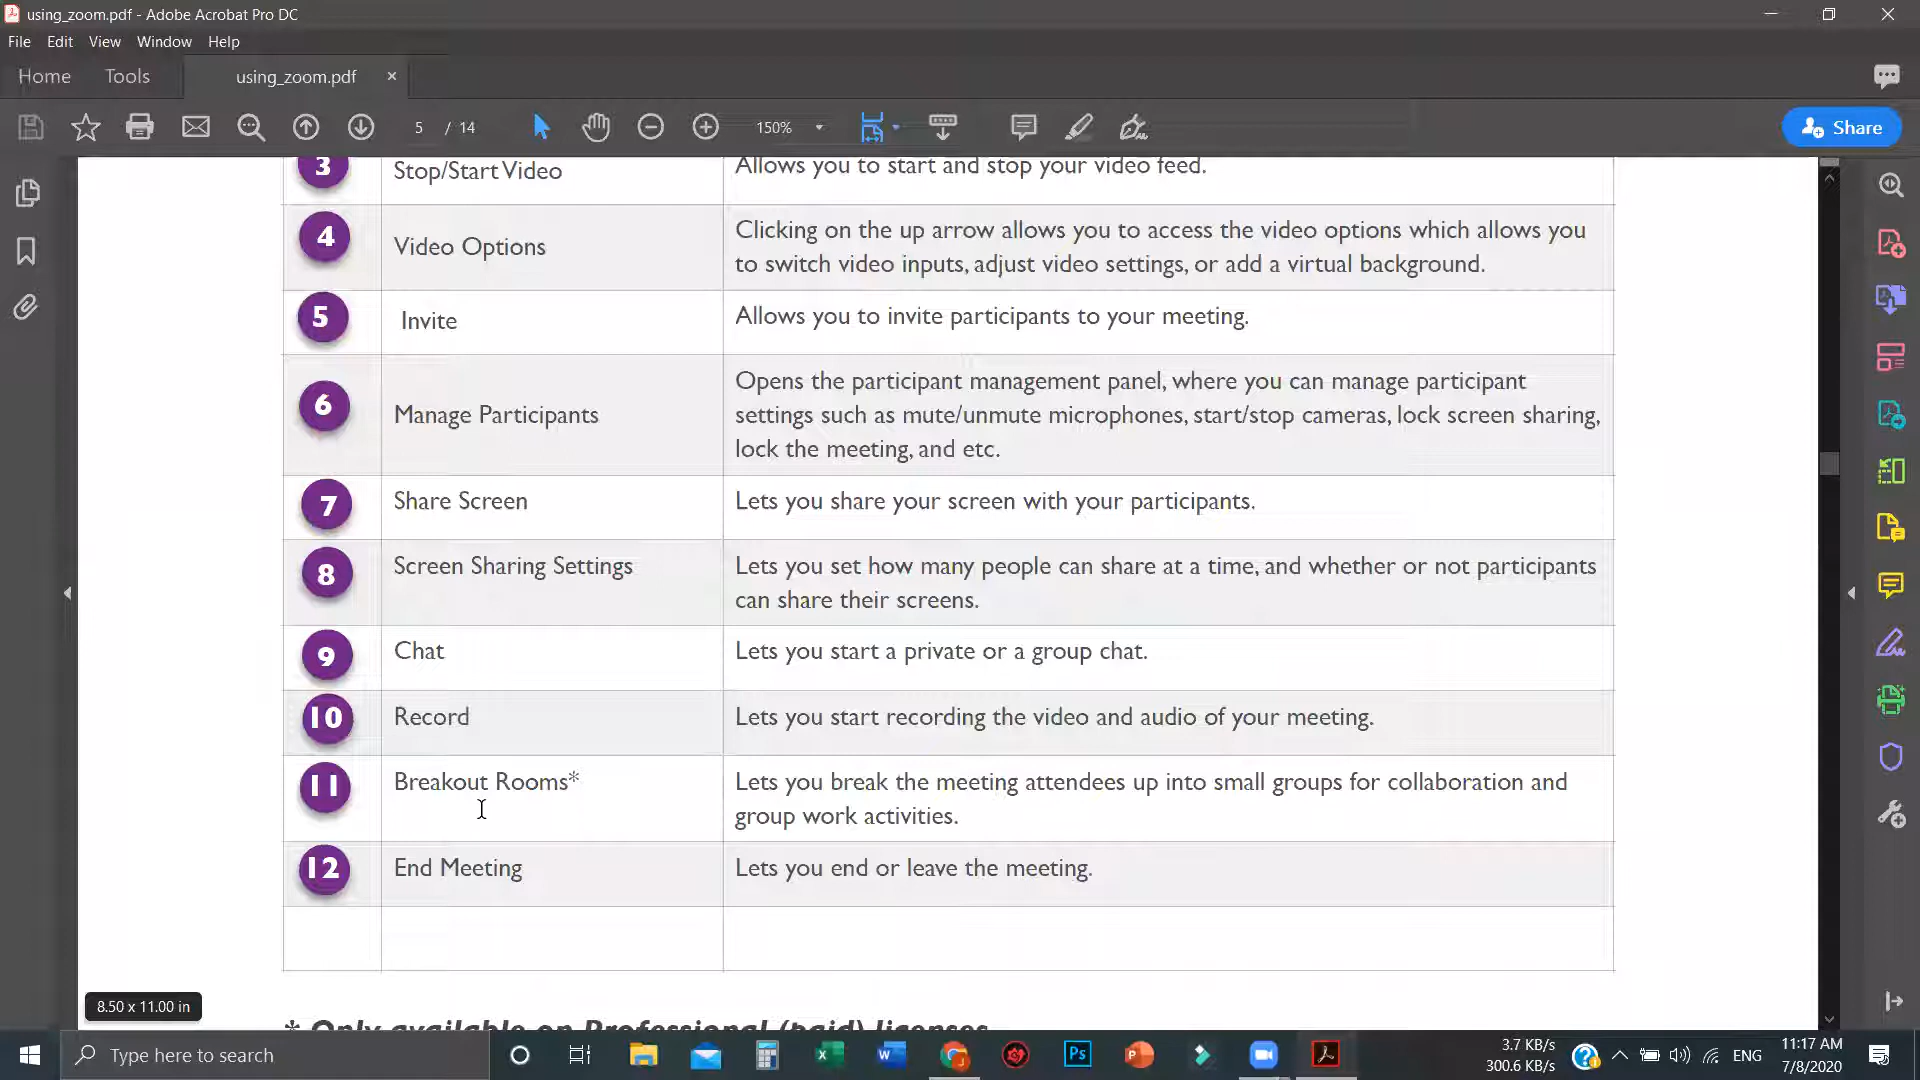 using_zoom.pdf - Adobe Acrobat Pro DC
File Edit View Window Help
Home Tools using_zoom.pdf ×
5 / 14 150% Share
3 Stop/Start Video Allows you to start and stop your video feed.
4 Video Options Clicking on the up arrow allows you to access the video options which allows you
to switch video inputs, adjust video settings, or add a virtual background.
5 Invite Allows you to invite participants to your meeting.
6 Manage Participants Opens the participant management panel, where you can manage participant
settings such as mute/unmute microphones, start/stop cameras, lock screen sharing,
lock the meeting, and etc.
7 Share Screen Lets you share your screen with your participants.
8 Screen Sharing Settings Lets you set how many people can share at a time, and whether or not participants
can share their screens.
9 Chat Lets you start a private or a group chat.
10 Record Lets you start recording the video and audio of your meeting.
11 Breakout Rooms* Lets you break the meeting attendees up into small groups for collaboration and
group work activities.
12 End Meeting Lets you end or leave the meeting.
8.50 x 11.00 in
* Only available on Professional (paid) licenses
Type here to search
3.7 KB/s
300.6 KB/s
ENG
11:17 AM
7/8/2020